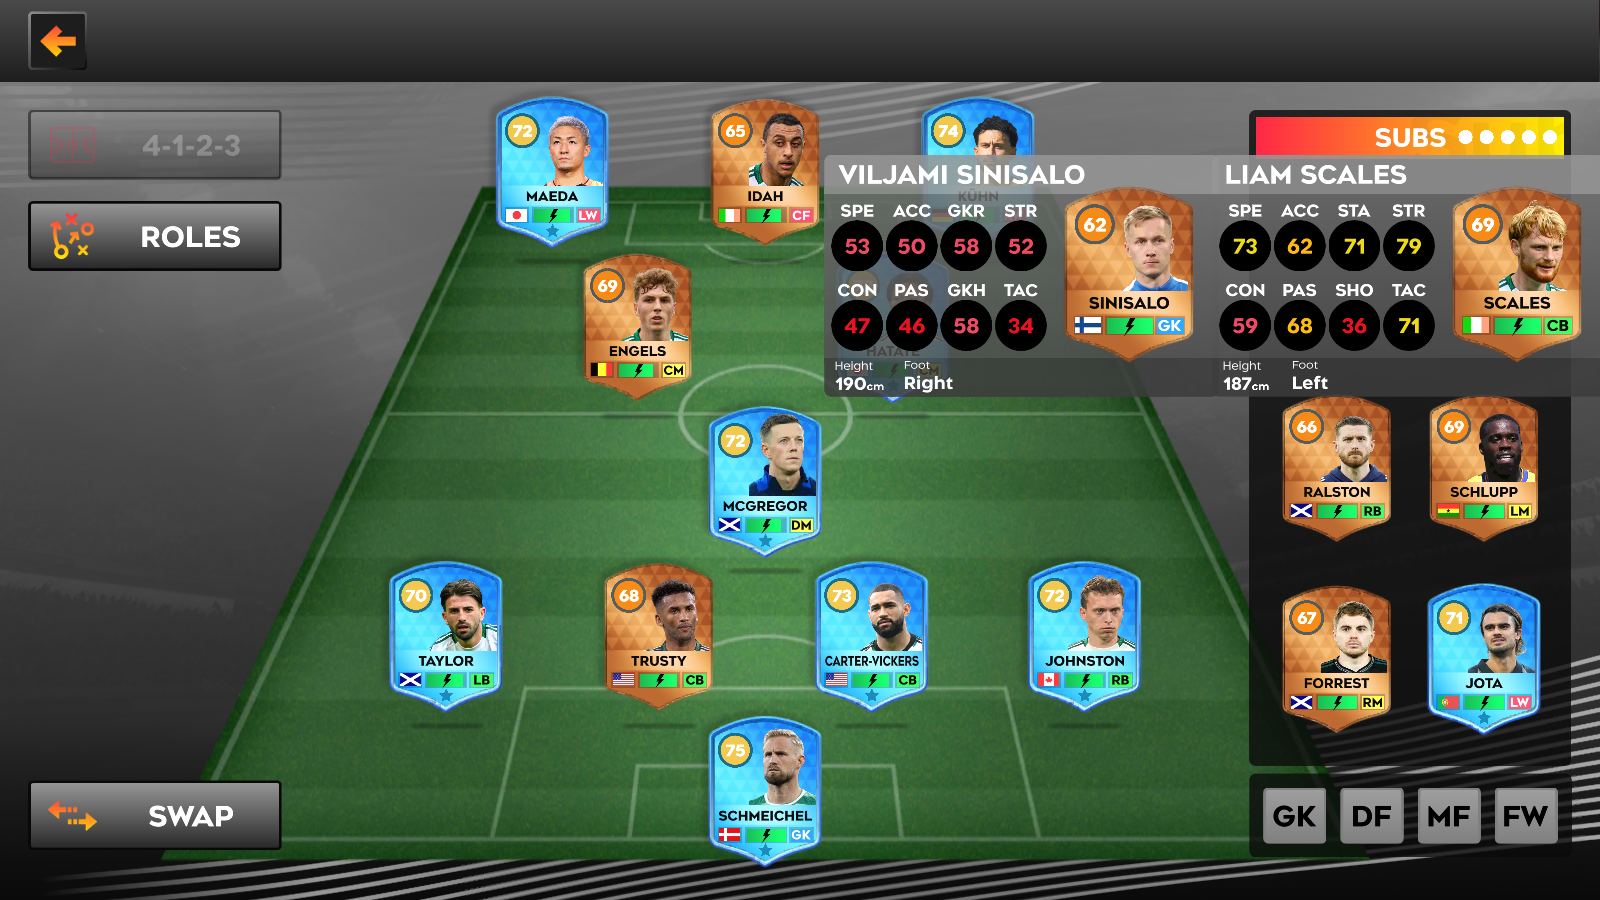 4-1-2-3
ROLES
72
MAEDA
LW
65
IDAH
CF
74
KÜHN
SUBS
VILJAMI SINISALO
SPE ACC GKR STR
53 50 58 52
CON PAS GKH TAC
47 46 58 34
Height Foot
190cm Right
62
SINISALO
GK
LIAM SCALES
SPE ACC STA STR
73 62 71 79
CON PAS SHO TAC
59 68 36 71
Height Foot
187cm Left
69
SCALES
CB
69
ENGELS
CM
HATATE
72
MCGREGOR
DM
66
RALSTON
RB
69
SCHLUPP
LM
70
TAYLOR
LB
68
TRUSTY
CB
73
CARTER-VICKERS
CB
72
JOHNSTON
RB
67
FORREST
RM
71
JOTA
LW
75
SCHMEICHEL
GK
SWAP
GK DF MF FW